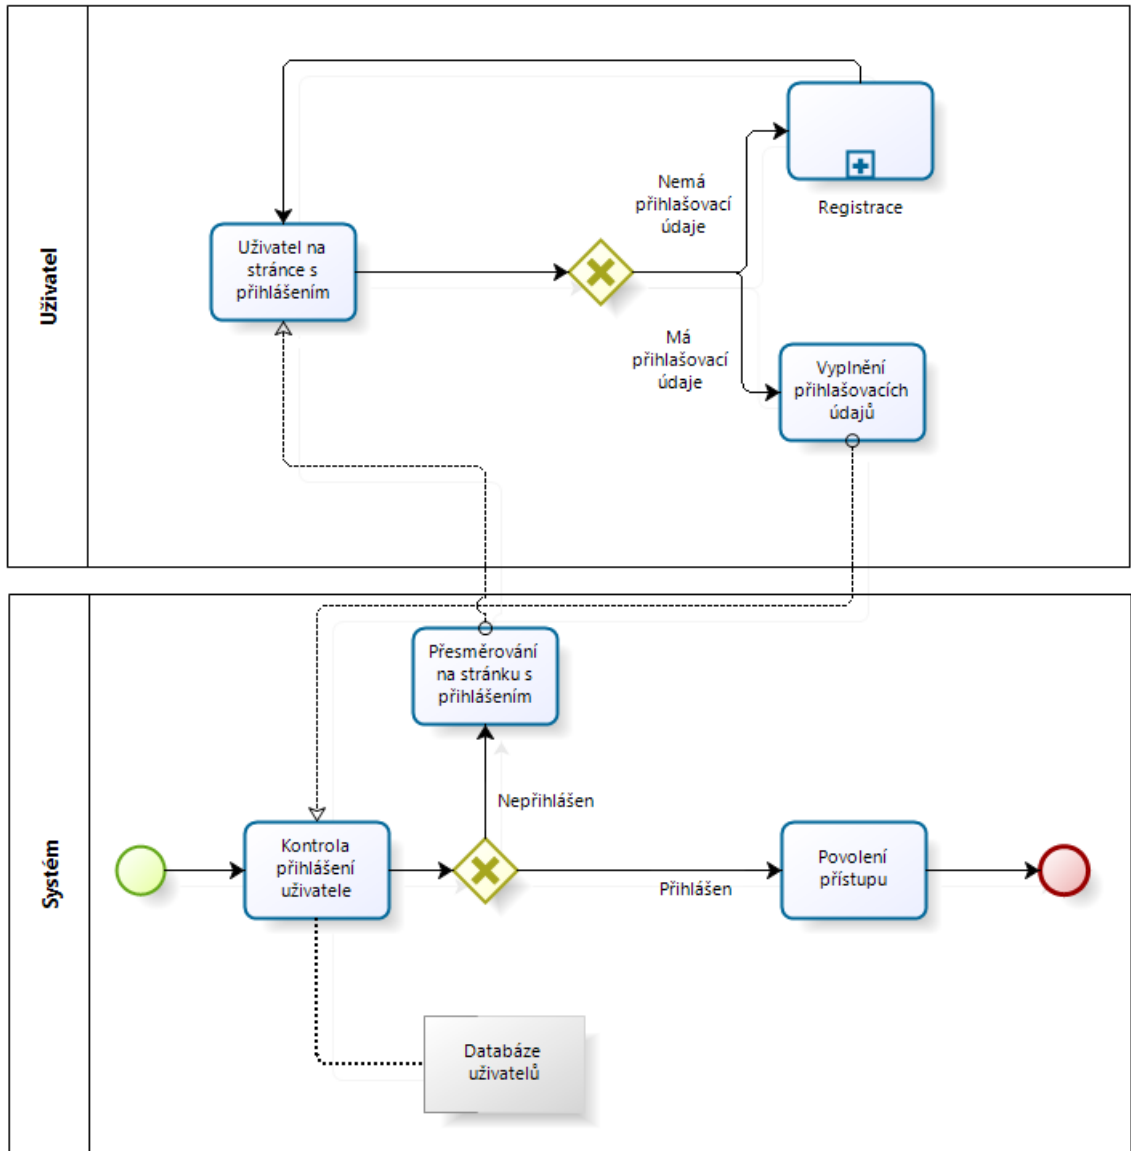 Uživatel
Nemá
přihlašovací
údaje
Registrace
Uživatel na
stránce s
přihlášením
Má
přihlašovací
údaje
Vyplnění
přihlašovacích
údajů
Systém
Přesměrování
na stránku s
přihlášením
Nepřihlášen
Kontrola
přihlášení
uživatele
Přihlášen
Povolení
přístupu
Databáze
uživatelů